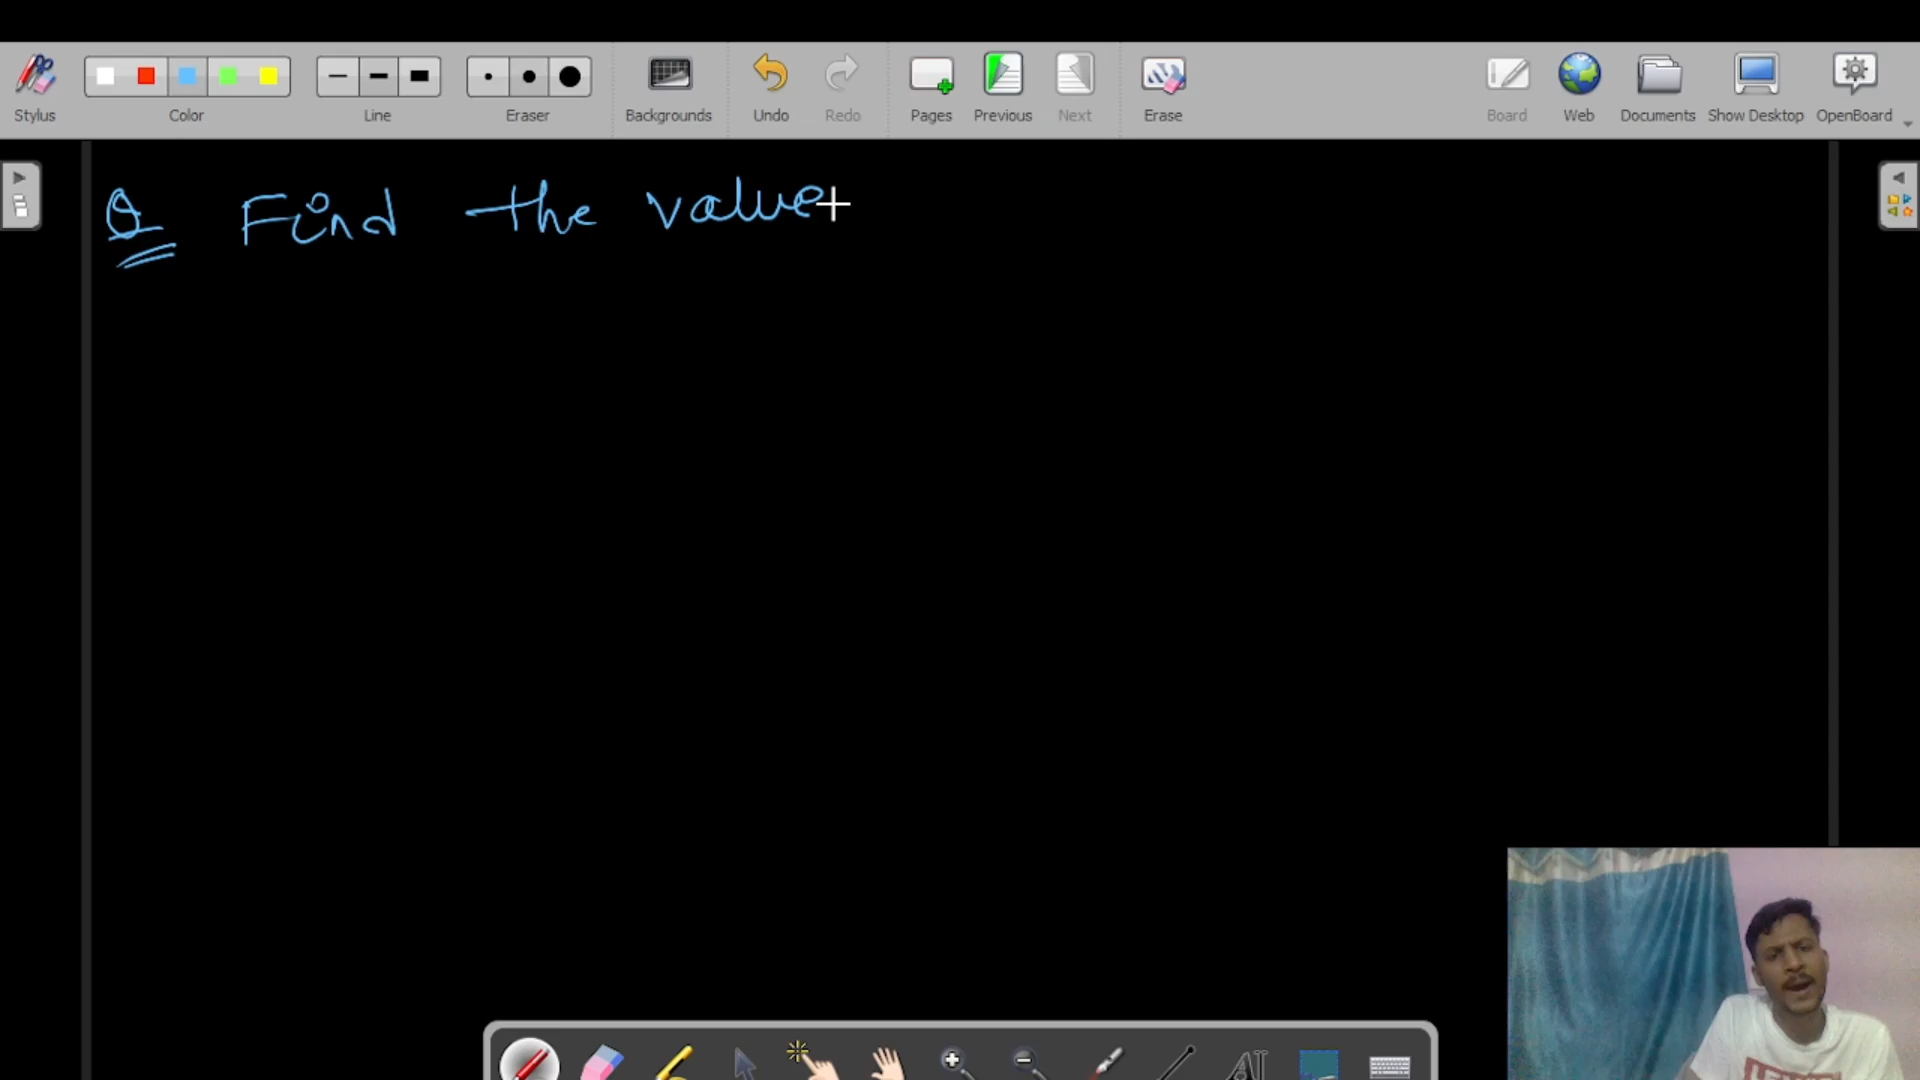 Stylus Color Line Eraser Backgrounds Undo Redo Pages Previous Next Erase Board Web Documents Show Desktop OpenBoard
Q Find the value